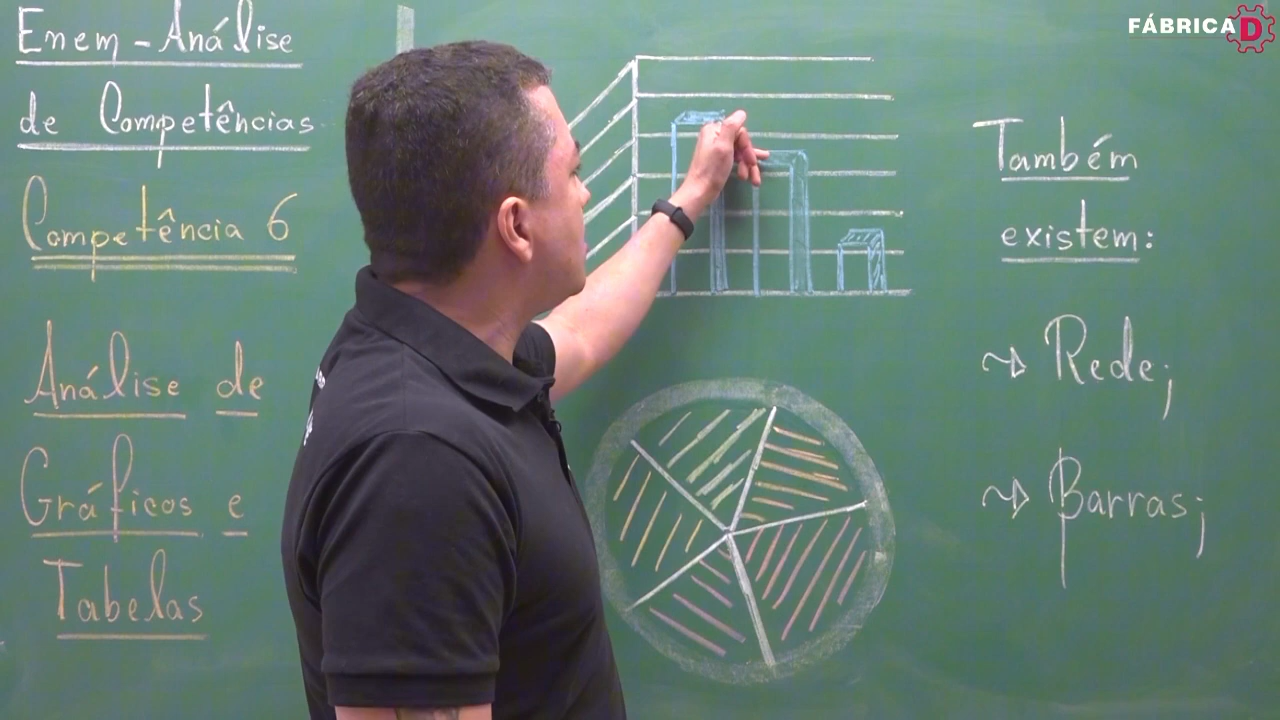 Enem - Análise
de Competências
Competência 6
Análise de
Gráficos e
Tabelas
Também
existem:
⤳ Rede;
⤳ Barras;
FÁBRICA D